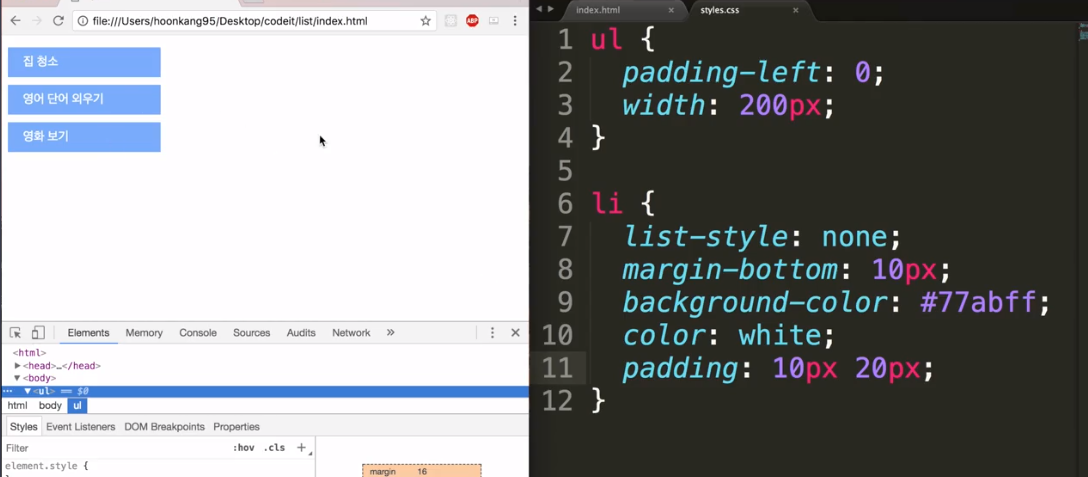 file:///Users/hoonkang95/Desktop/codeit/list/index.html
ABP
집 청소
영어 단어 외우기
영화 보기
Elements Memory Console Sources Audits Network »
<html>
▶<head>…</head>
▼<body>
… ▼<ul> == $0
html body ul
Styles Event Listeners DOM Breakpoints Properties
Filter :hov .cls +
element.style {
margin 16
index.html × styles.css ×
1 ul {
2 padding-left: 0;
3 width: 200px;
4 }
5
6 li {
7 list-style: none;
8 margin-bottom: 10px;
9 background-color: #77abff;
10 color: white;
11 padding: 10px 20px;
12 }